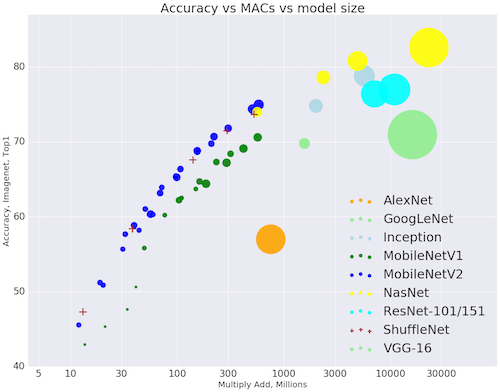 Accuracy vs MACs vs model size
Accuracy, Imagenet, Top1
80
70
60
50
40
AlexNet
GoogLeNet
Inception
MobileNetV1
MobileNetV2
NasNet
ResNet-101/151
ShuffleNet
VGG-16
5 10 30 100 300 1000 3000 10000 30000
Multiply Add, Millions